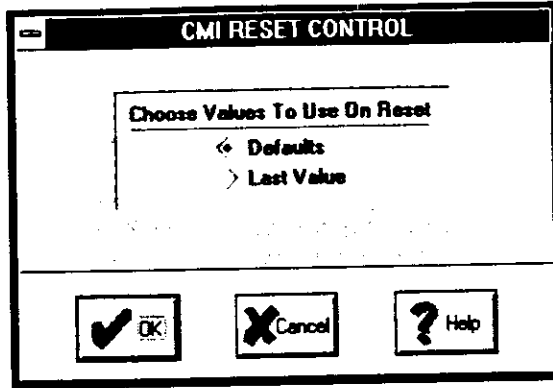 CMI RESET CONTROL
Choose Values To Use On Reset
Defaults
Last Value
OK
Cancel
Help